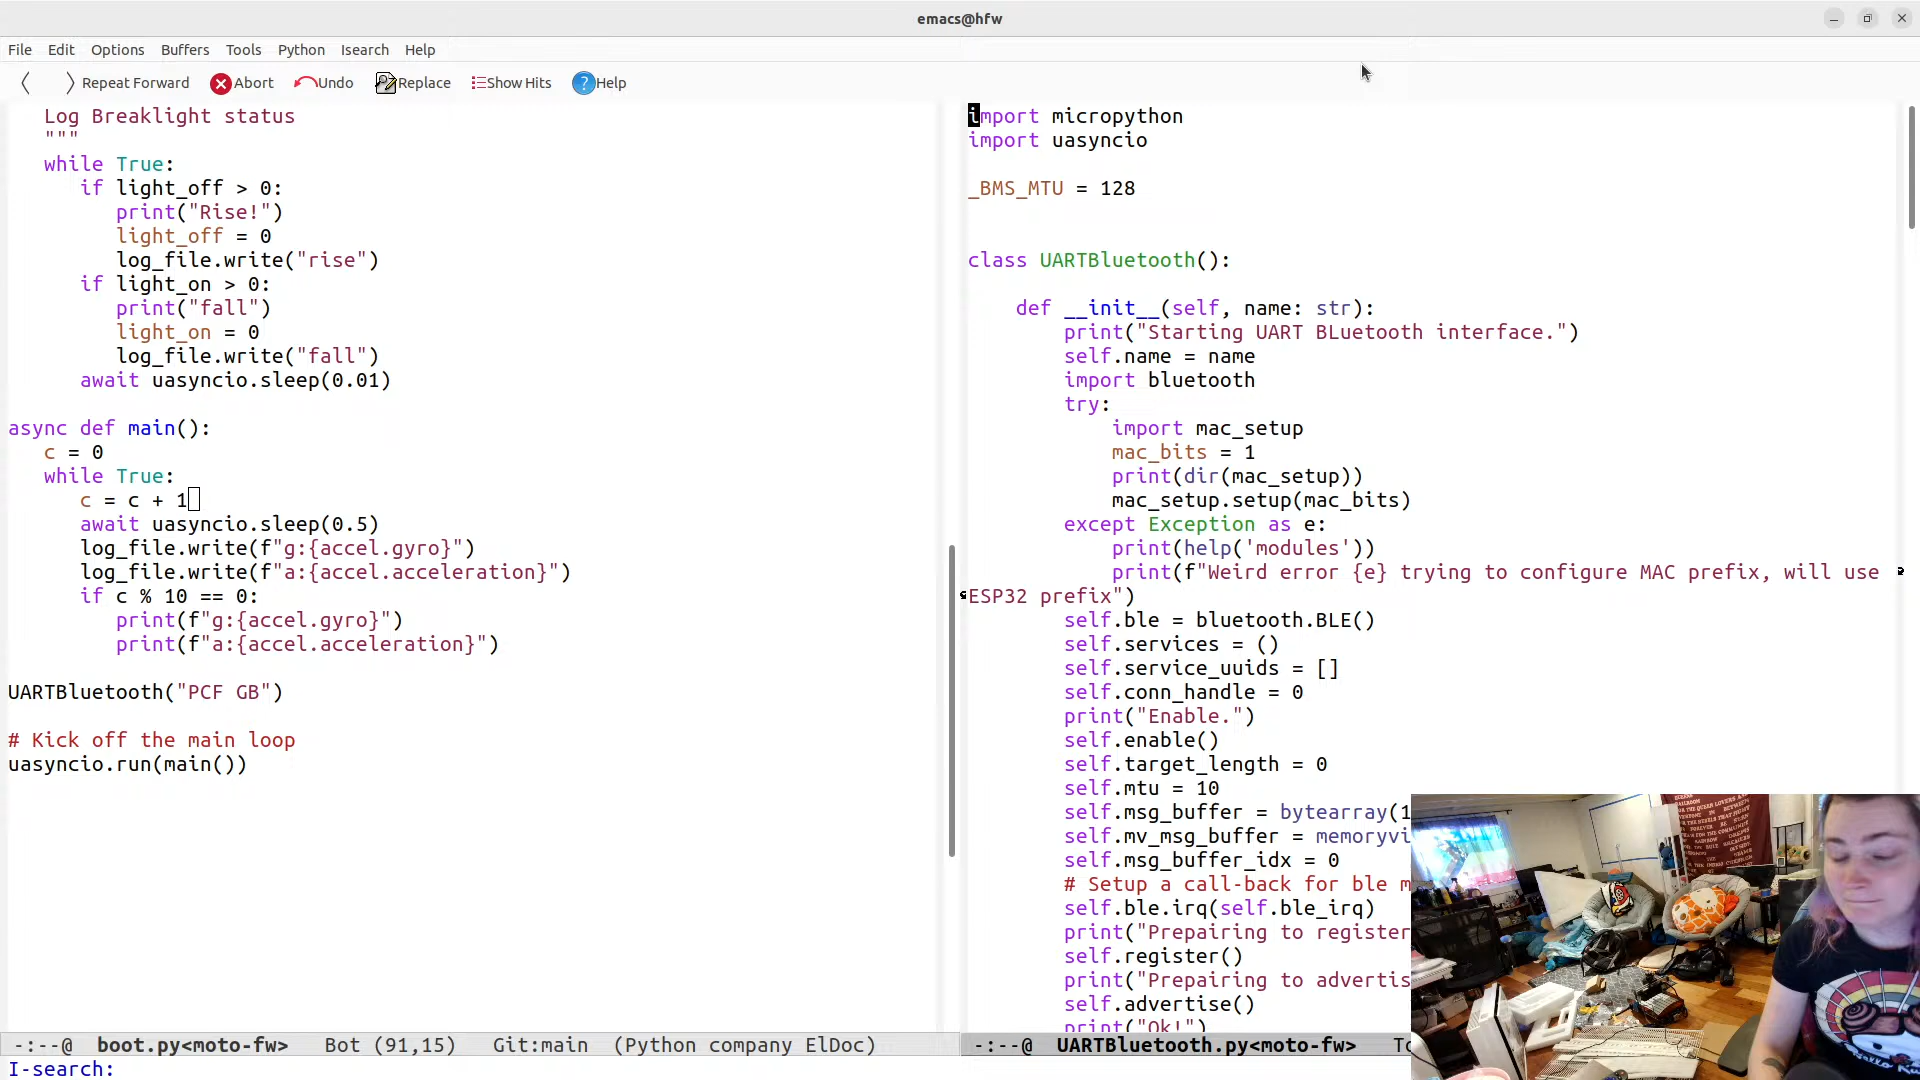 emacs@hfw
File Edit Options Buffers Tools Python Isearch Help
Repeat Forward Abort Undo Replace Show Hits Help
Log Breaklight status
"""
while True:
if light_off > 0:
print("Rise!")
light_off = 0
log_file.write("rise")
if light_on > 0:
print("fall")
light_on = 0
log_file.write("fall")
await uasyncio.sleep(0.01)
async def main():
c = 0
while True:
c = c + 1
await uasyncio.sleep(0.5)
log_file.write(f"g:{accel.gyro}")
log_file.write(f"a:{accel.acceleration}")
if c % 10 == 0:
print(f"g:{accel.gyro}")
print(f"a:{accel.acceleration}")
UARTBluetooth("PCF GB")
# Kick off the main loop
uasyncio.run(main())
-:--@ boot.py<moto-fw> Bot (91,15) Git:main (Python company ElDoc)
import micropython
import uasyncio
_BMS_MTU = 128
class UARTBluetooth():
def __init__(self, name: str):
print("Starting UART BLuetooth interface.")
self.name = name
import bluetooth
try:
import mac_setup
mac_bits = 1
print(dir(mac_setup))
mac_setup.setup(mac_bits)
except Exception as e:
print(help('modules'))
print(f"Weird error {e} trying to configure MAC prefix, will use
ESP32 prefix")
self.ble = bluetooth.BLE()
self.services = ()
self.service_uuids = []
self.conn_handle = 0
print("Enable.")
self.enable()
self.target_length = 0
self.mtu = 10
self.msg_buffer = bytearray(1
self.mv_msg_buffer = memoryvi
self.msg_buffer_idx = 0
# Setup a call-back for ble m
self.ble.irq(self.ble_irq)
print("Prepairing to register
self.register()
print("Prepairing to advertis
self.advertise()
print("Ok!")
-:--@ UARTBluetooth.py<moto-fw> To
I-search: